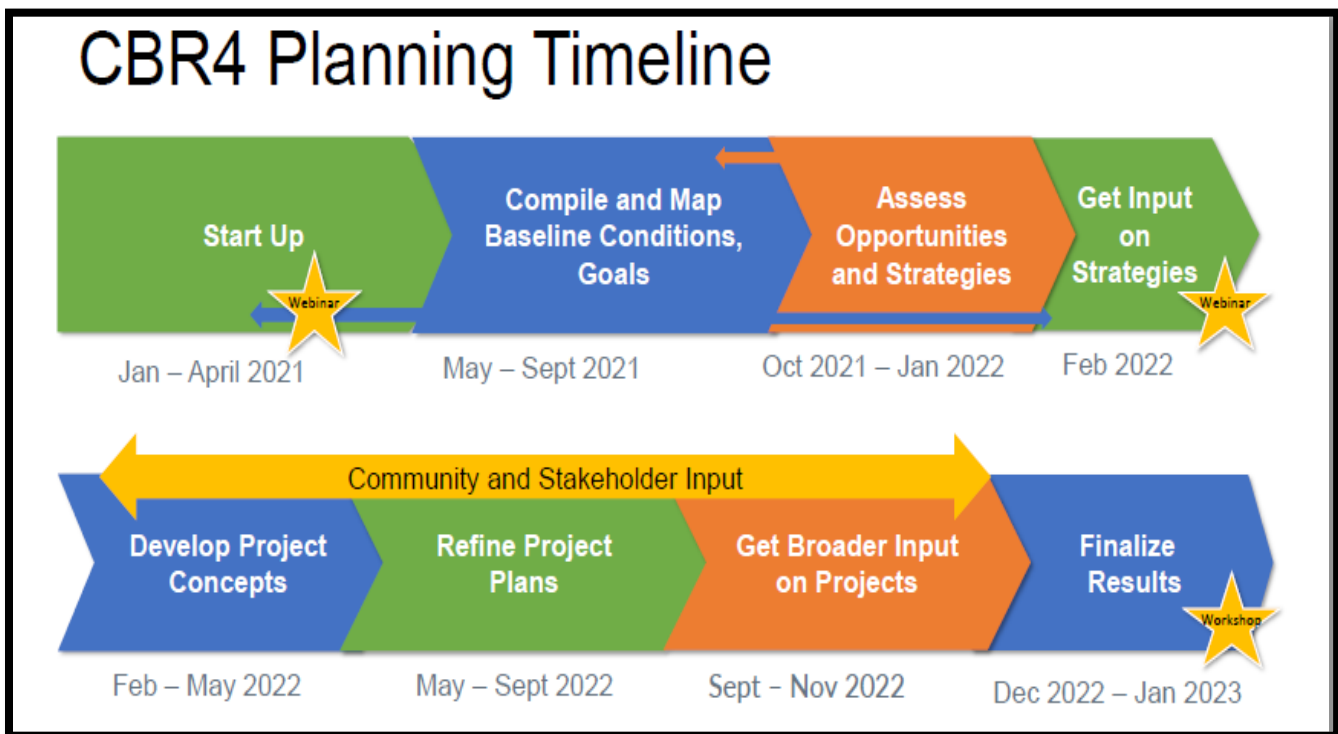 CBR4 Planning Timeline
Start Up
Webinar
Compile and Map
Baseline Conditions,
Goals
Assess
Opportunities
and Strategies
Get Input
on
Strategies
Webinar
Jan – April 2021
May – Sept 2021
Oct 2021 – Jan 2022
Feb 2022
Community and Stakeholder Input
Develop Project
Concepts
Refine Project
Plans
Get Broader Input
on Projects
Finalize
Results
Workshop
Feb – May 2022
May – Sept 2022
Sept – Nov 2022
Dec 2022 – Jan 2023